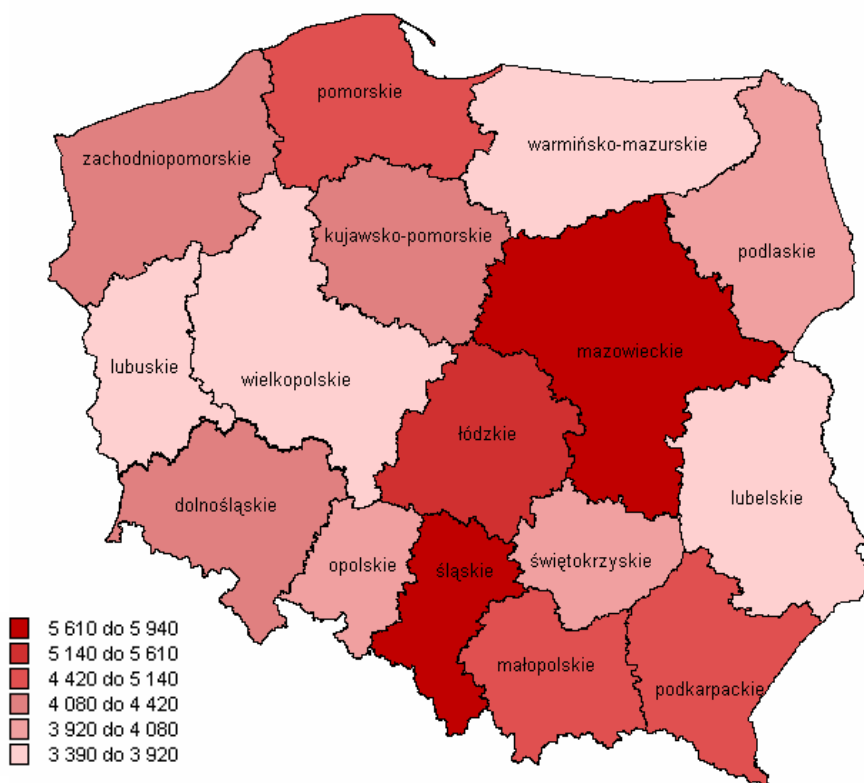 pomorskie
warmińsko-mazurskie
zachodniopomorskie
kujawsko-pomorskie
podlaskie
mazowieckie
lubuskie
wielkopolskie
łódzkie
dolnośląskie
lubelskie
opolskie
śląskie
świętokrzyskie
małopolskie
podkarpackie
5 610 do 5 940
5 140 do 5 610
4 420 do 5 140
4 080 do 4 420
3 920 do 4 080
3 390 do 3 920